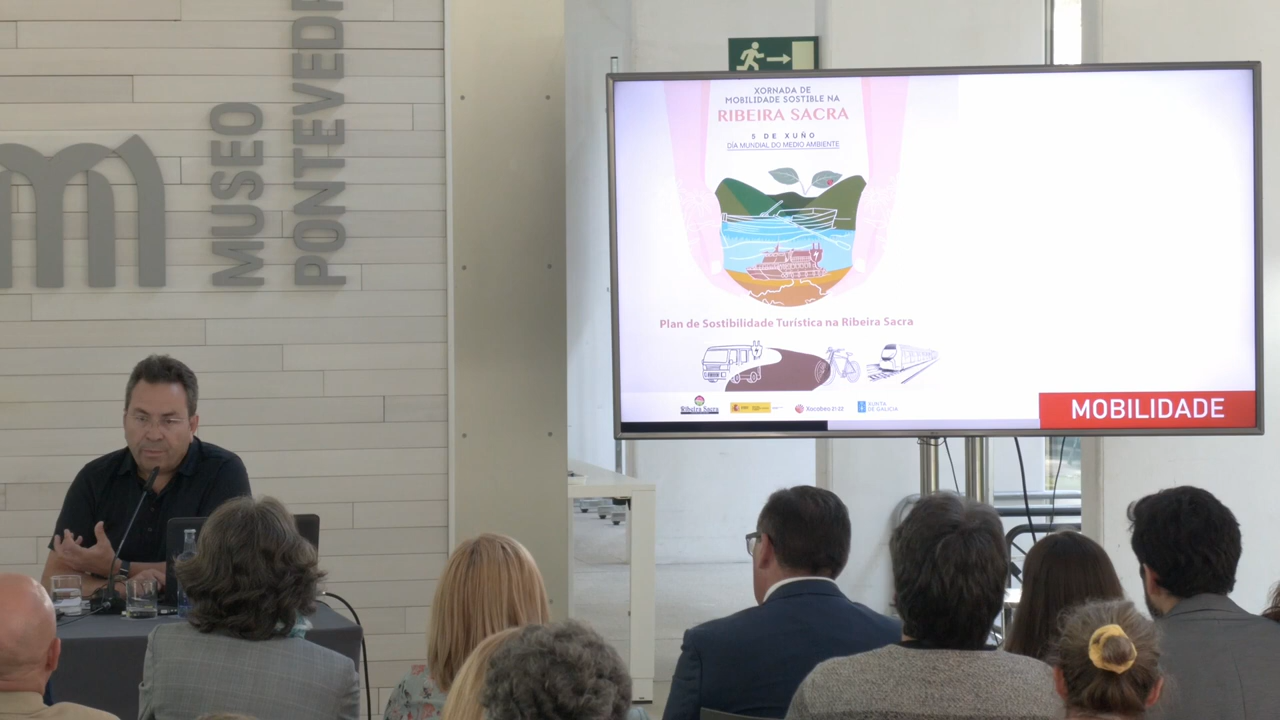 MUSEO
PONTEVEDR
XORNADA DE
MOBILIDADE SOSTIBLE NA
RIBEIRA SACRA
5 DE XUÑO
DÍA MUNDIAL DO MEDIO AMBIENTE
Plan de Sostibilidade Turística na Ribeira Sacra
Ribeira Sacra
Xacobeo 21·22
XUNTA
DE GALICIA
MOBILIDADE